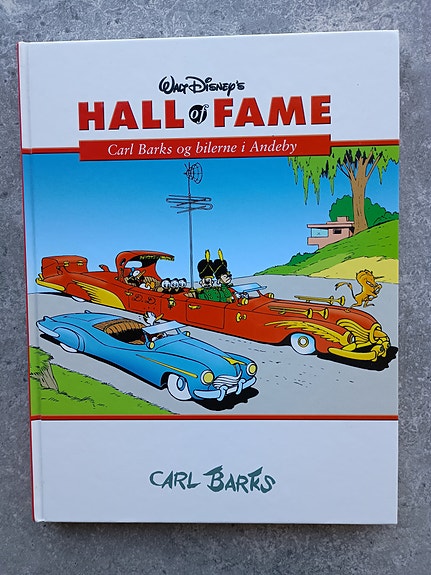 WALT DISNEY'S
HALL of FAME
Carl Barks og bilerne i Andeby
CARL BARKS